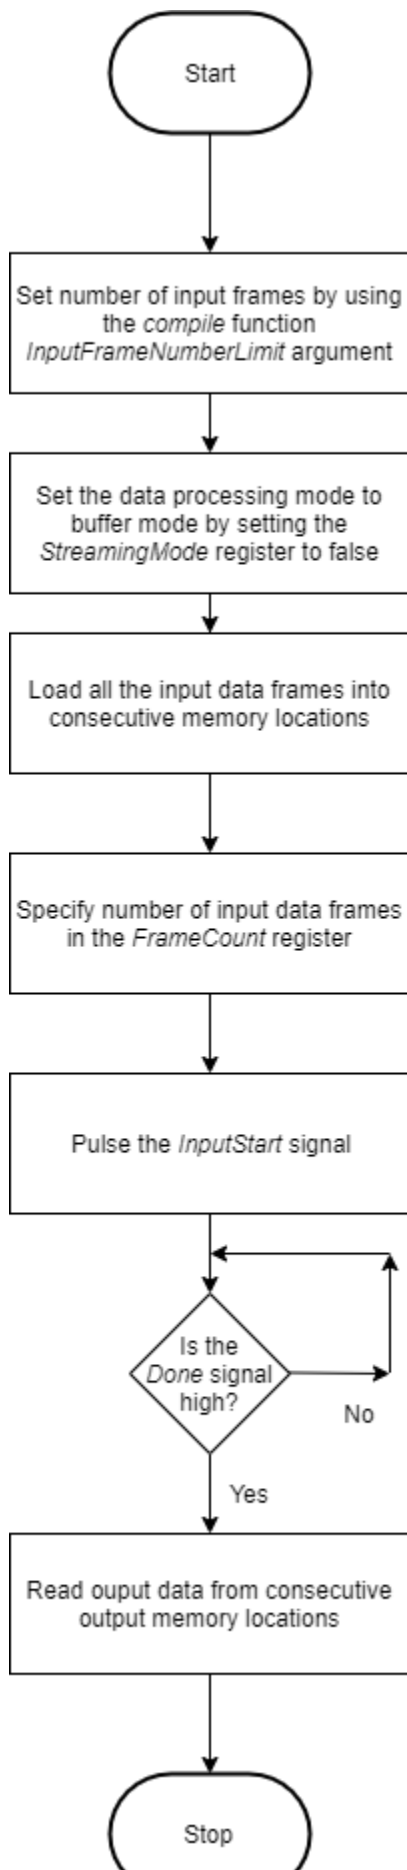 Start
Set number of input frames by using
the compile function
InputFrameNumberLimit argument
Set the data processing mode to
buffer mode by setting the
StreamingMode register to false
Load all the input data frames into
consecutive memory locations
Specify number of input data frames
in the FrameCount register
Pulse the InputStart signal
Is the
Done signal
high?
No
Yes
Read ouput data from consecutive
output memory locations
Stop